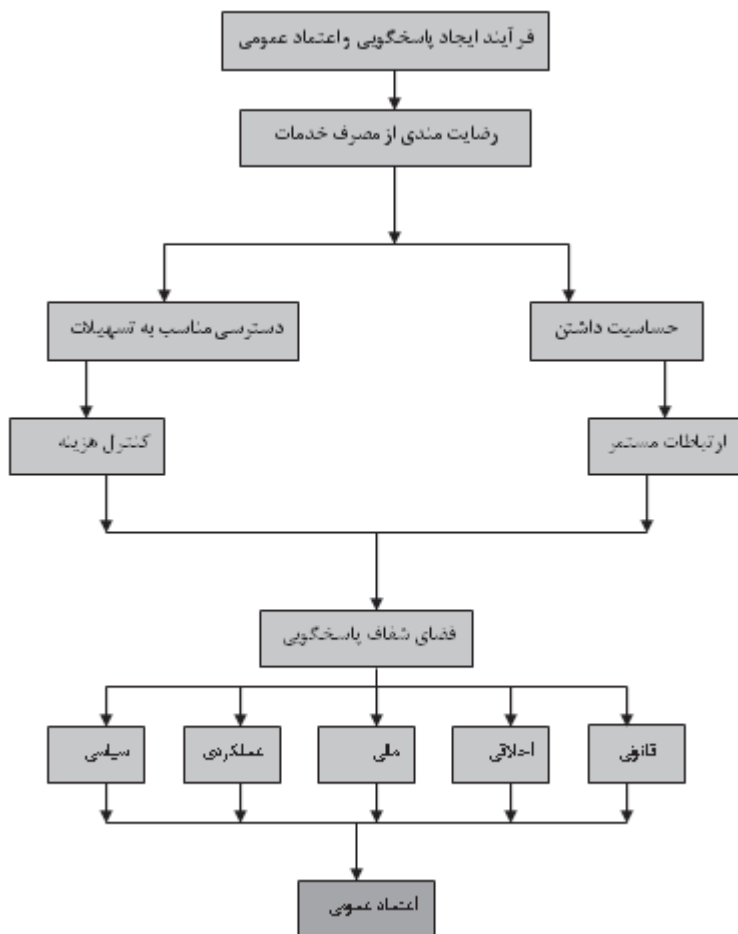 فرآیند ایجاد پاسخگویی و اعتماد عمومی
رضایت مندی از مصرف خدمات
حساسیت داشتن
دسترسی مناسب به تسهیلات
ارتباطات مستمر
کنترل هزینه
فضای شفاف پاسخگویی
قانونی
اخلاقی
مالی
عملکردی
سیاسی
اعتماد عمومی